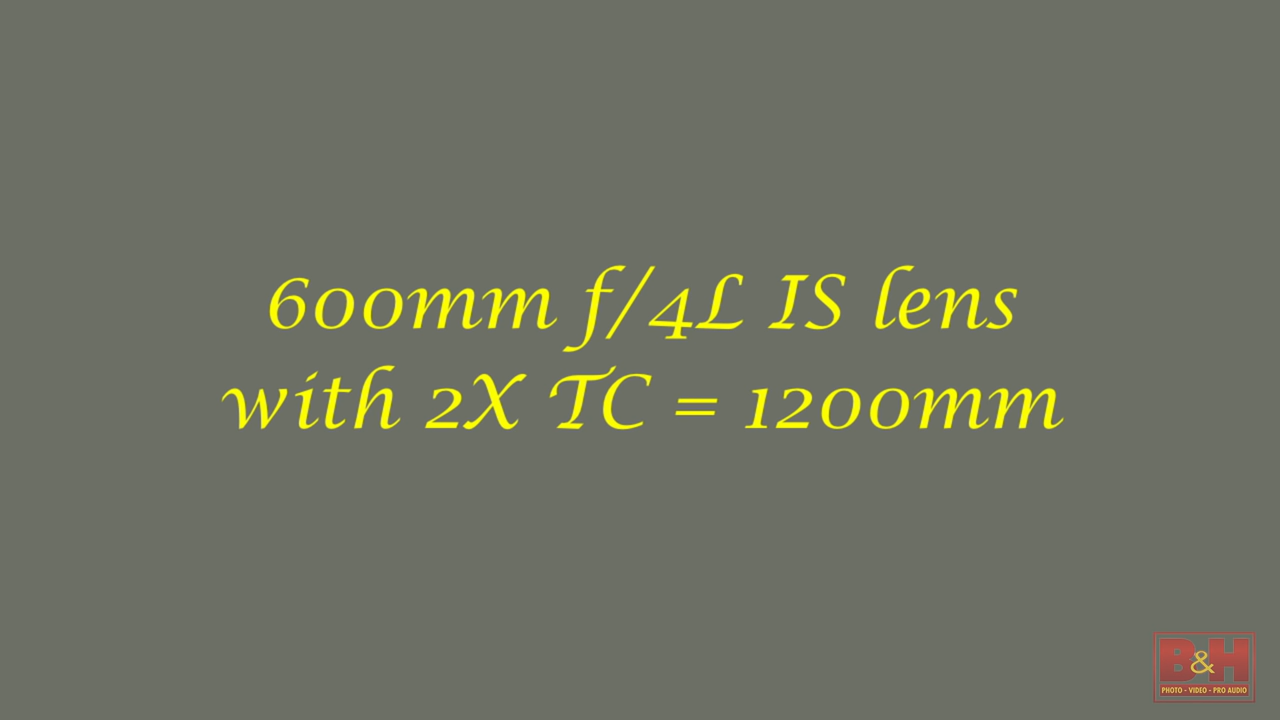 600mm f/4L IS lens
with 2X TC = 1200mm
B&H
PHOTO - VIDEO - PRO AUDIO